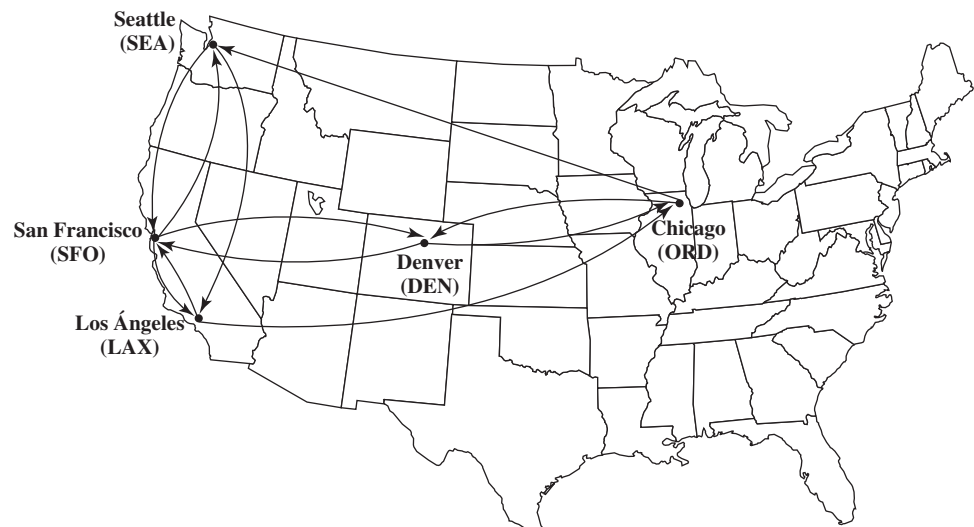 Seattle
(SEA)
San Francisco
(SFO)
Los Ángeles
(LAX)
Denver
(DEN)
Chicago
(ORD)